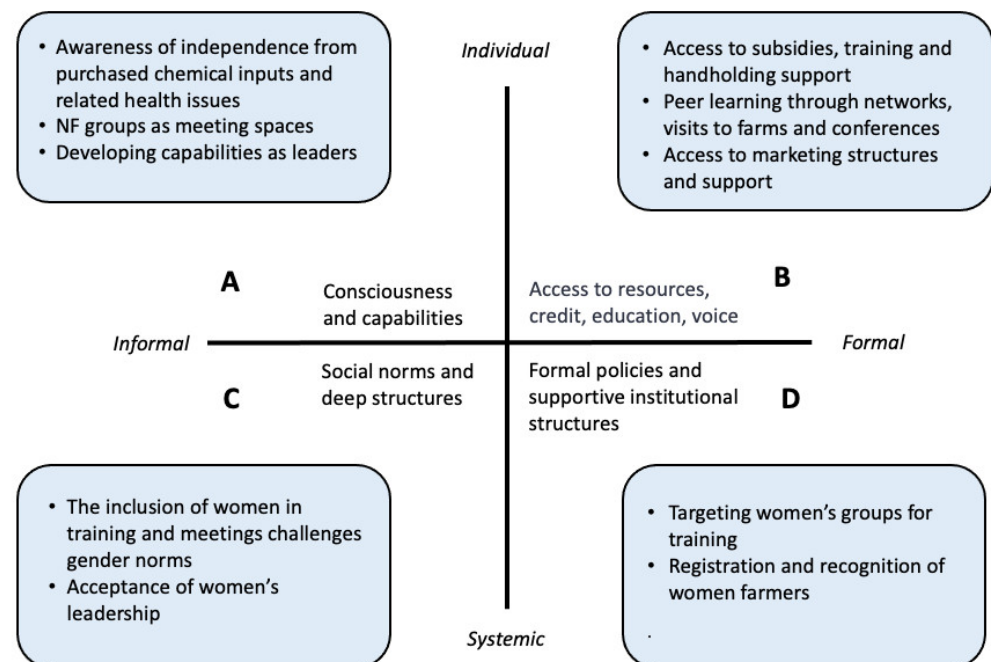 • Awareness of independence from
purchased chemical inputs and
related health issues
• NF groups as meeting spaces
• Developing capabilities as leaders
Individual
• Access to subsidies, training and
handholding support
• Peer learning through networks,
visits to farms and conferences
• Access to marketing structures
and support
A
Consciousness
and capabilities
Access to resources,
credit, education, voice
B
Informal
Formal
C
Social norms and
deep structures
Formal policies and
supportive institutional
structures
D
• The inclusion of women in
training and meetings challenges
gender norms
• Acceptance of women’s
leadership
• Targeting women’s groups for
training
• Registration and recognition of
women farmers
.
Systemic